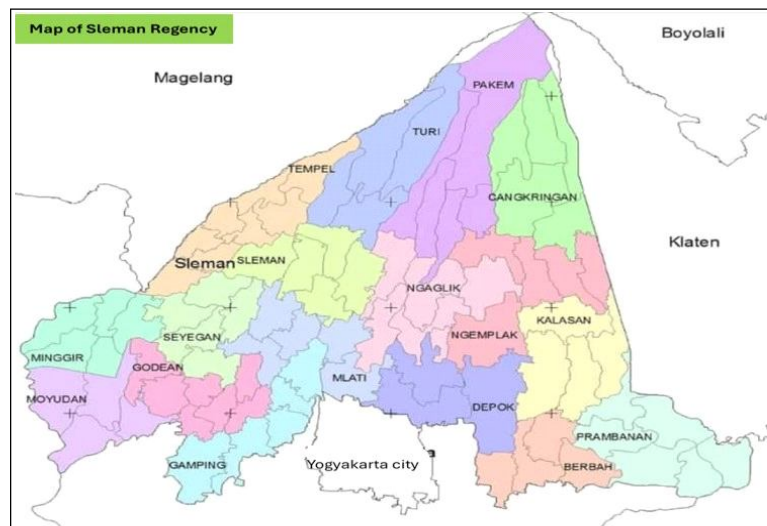 Map of Sleman Regency
Boyolali
Magelang
PAKEM
TURI
TEMPEL
CANGKRINGAN
Klaten
Sleman
SLEMAN
NGAGLIK
KALASAN
SEYEGAN
NGEMPLAK
MINGGIR
GODEAN
MLATI
MOYUDAN
DEPOK
PRAMBANAN
GAMPING
Yogyakarta city
BERBAH